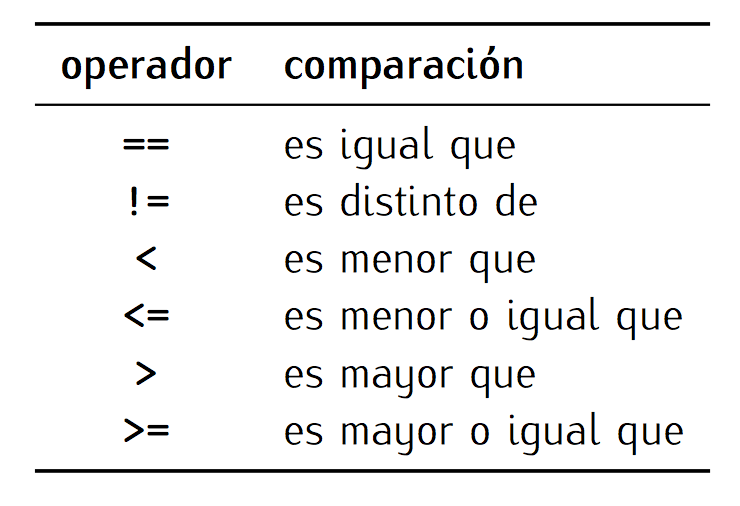 operador comparación
== es igual que
!= es distinto de
< es menor que
<= es menor o igual que
> es mayor que
>= es mayor o igual que